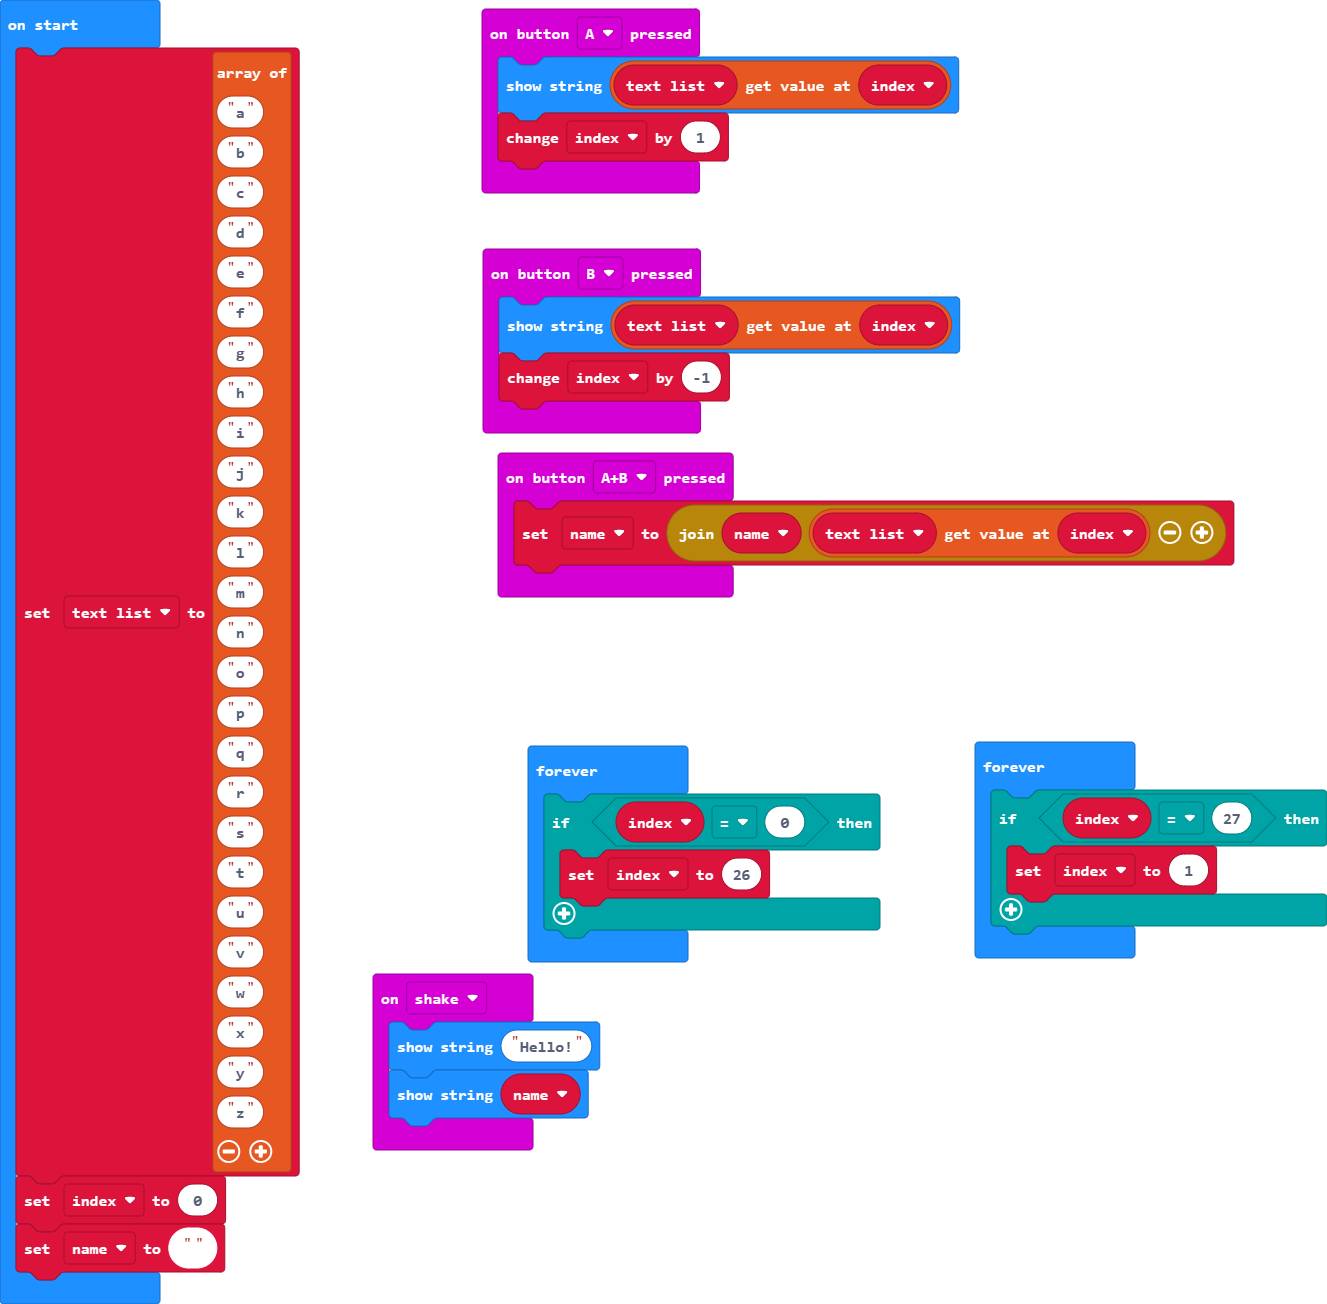 on start
set text list to array of
"a"
"b"
"c"
"d"
"e"
"f"
"g"
"h"
"i"
"j"
"k"
"l"
"m"
"n"
"o"
"p"
"q"
"r"
"s"
"t"
"u"
"v"
"w"
"x"
"y"
"z"
set index to 0
set name to " "
on button A pressed
show string text list get value at index
change index by 1
on button B pressed
show string text list get value at index
change index by -1
on button A+B pressed
set name to join name text list get value at index
forever
if index = 0 then
set index to 26
forever
if index = 27 then
set index to 1
on shake
show string "Hello!"
show string name